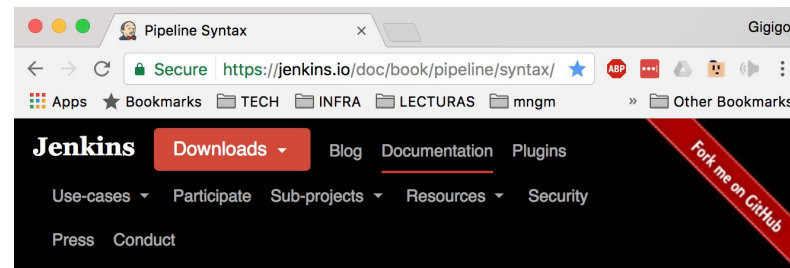 Pipeline Syntax × Gigigo
Secure https://jenkins.io/doc/book/pipeline/syntax/ ABP
Apps Bookmarks TECH INFRA LECTURAS mngm » Other Bookmarks
Jenkins Downloads Blog Documentation Plugins
Fork me on GitHub
Use-cases Participate Sub-projects Resources Security
Press Conduct